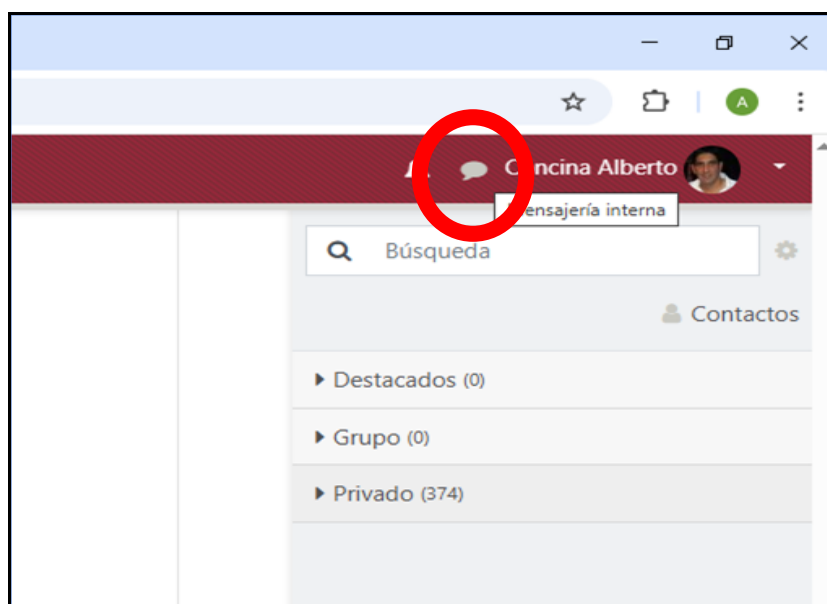 A
Alberto
interna
Búsqueda
Contactos
Destacados (0)
Grupo (0)
Privado (374)